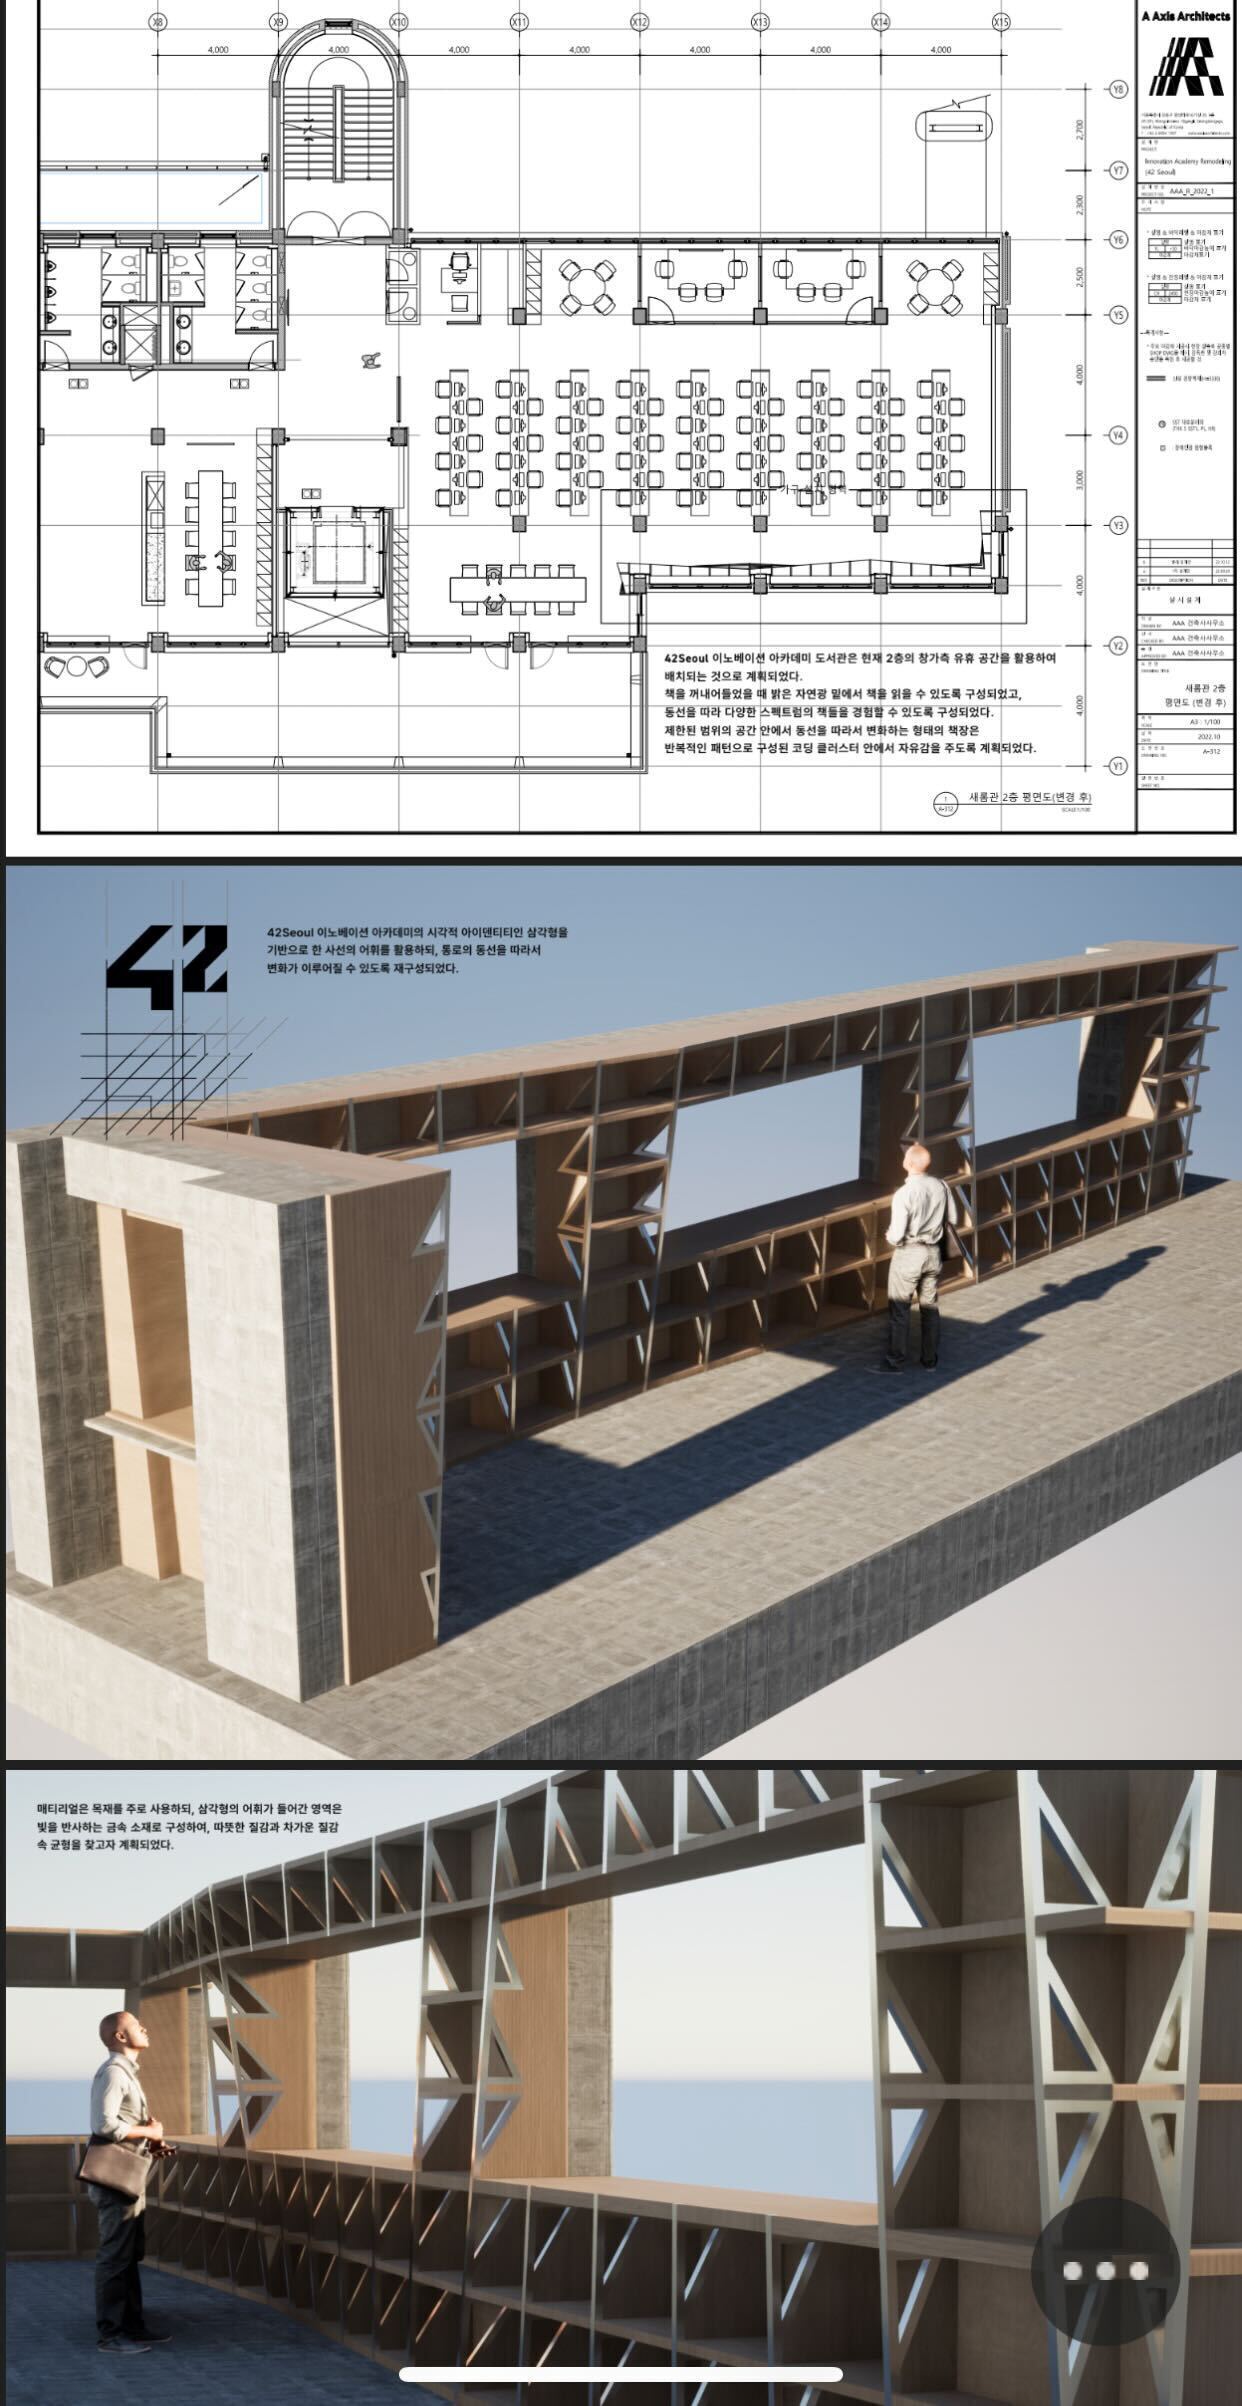 X8 X9 X10 X11 X12 X13 X14 X15
4,000 4,000 4,000 4,000 4,000 4,000 4,000
Y8
2,700
Y7
2,300
Y6
2,500
Y5
4,000
Y4
3,000
Y3
4,000
Y2
4,000
Y1
가구 설치 영역
42Seoul 이노베이션 아카데미 도서관은 현재 2층의 창가측 유휴 공간을 활용하여
배치되는 것으로 계획되었다.
책을 꺼내어들었을 때 밝은 자연광 밑에서 책을 읽을 수 있도록 구성되었고,
동선을 따라 다양한 스펙트럼의 책들을 경험할 수 있도록 구성되었다.
제한된 범위의 공간 안에서 동선을 따라서 변화하는 형태의 책장은
반복적인 패턴으로 구성된 코딩 클러스터 안에서 자유감을 주도록 계획되었다.
1
A-312
새롬관 2층 평면도(변경 후)
SCALE 1/100
A Axis Architects
Innovation Academy Remodeling
(42 Seoul)
AAA_R_2022_1
실시설계
AAA 건축사사무소
AAA 건축사사무소
AAA 건축사사무소
새롬관 2층
평면도 (변경 후)
A3 : 1/100
2022.10
A-312
42
42Seoul 이노베이션 아카데미의 시각적 아이덴티티인 삼각형을
기반으로 한 사선의 어휘를 활용하되, 통로의 동선을 따라서
변화가 이루어질 수 있도록 재구성되었다.
매티리얼은 목재를 주로 사용하되, 삼각형의 어휘가 들어간 영역은
빛을 반사하는 금속 소재로 구성하여, 따뜻한 질감과 차가운 질감
속 균형을 찾고자 계획되었다.